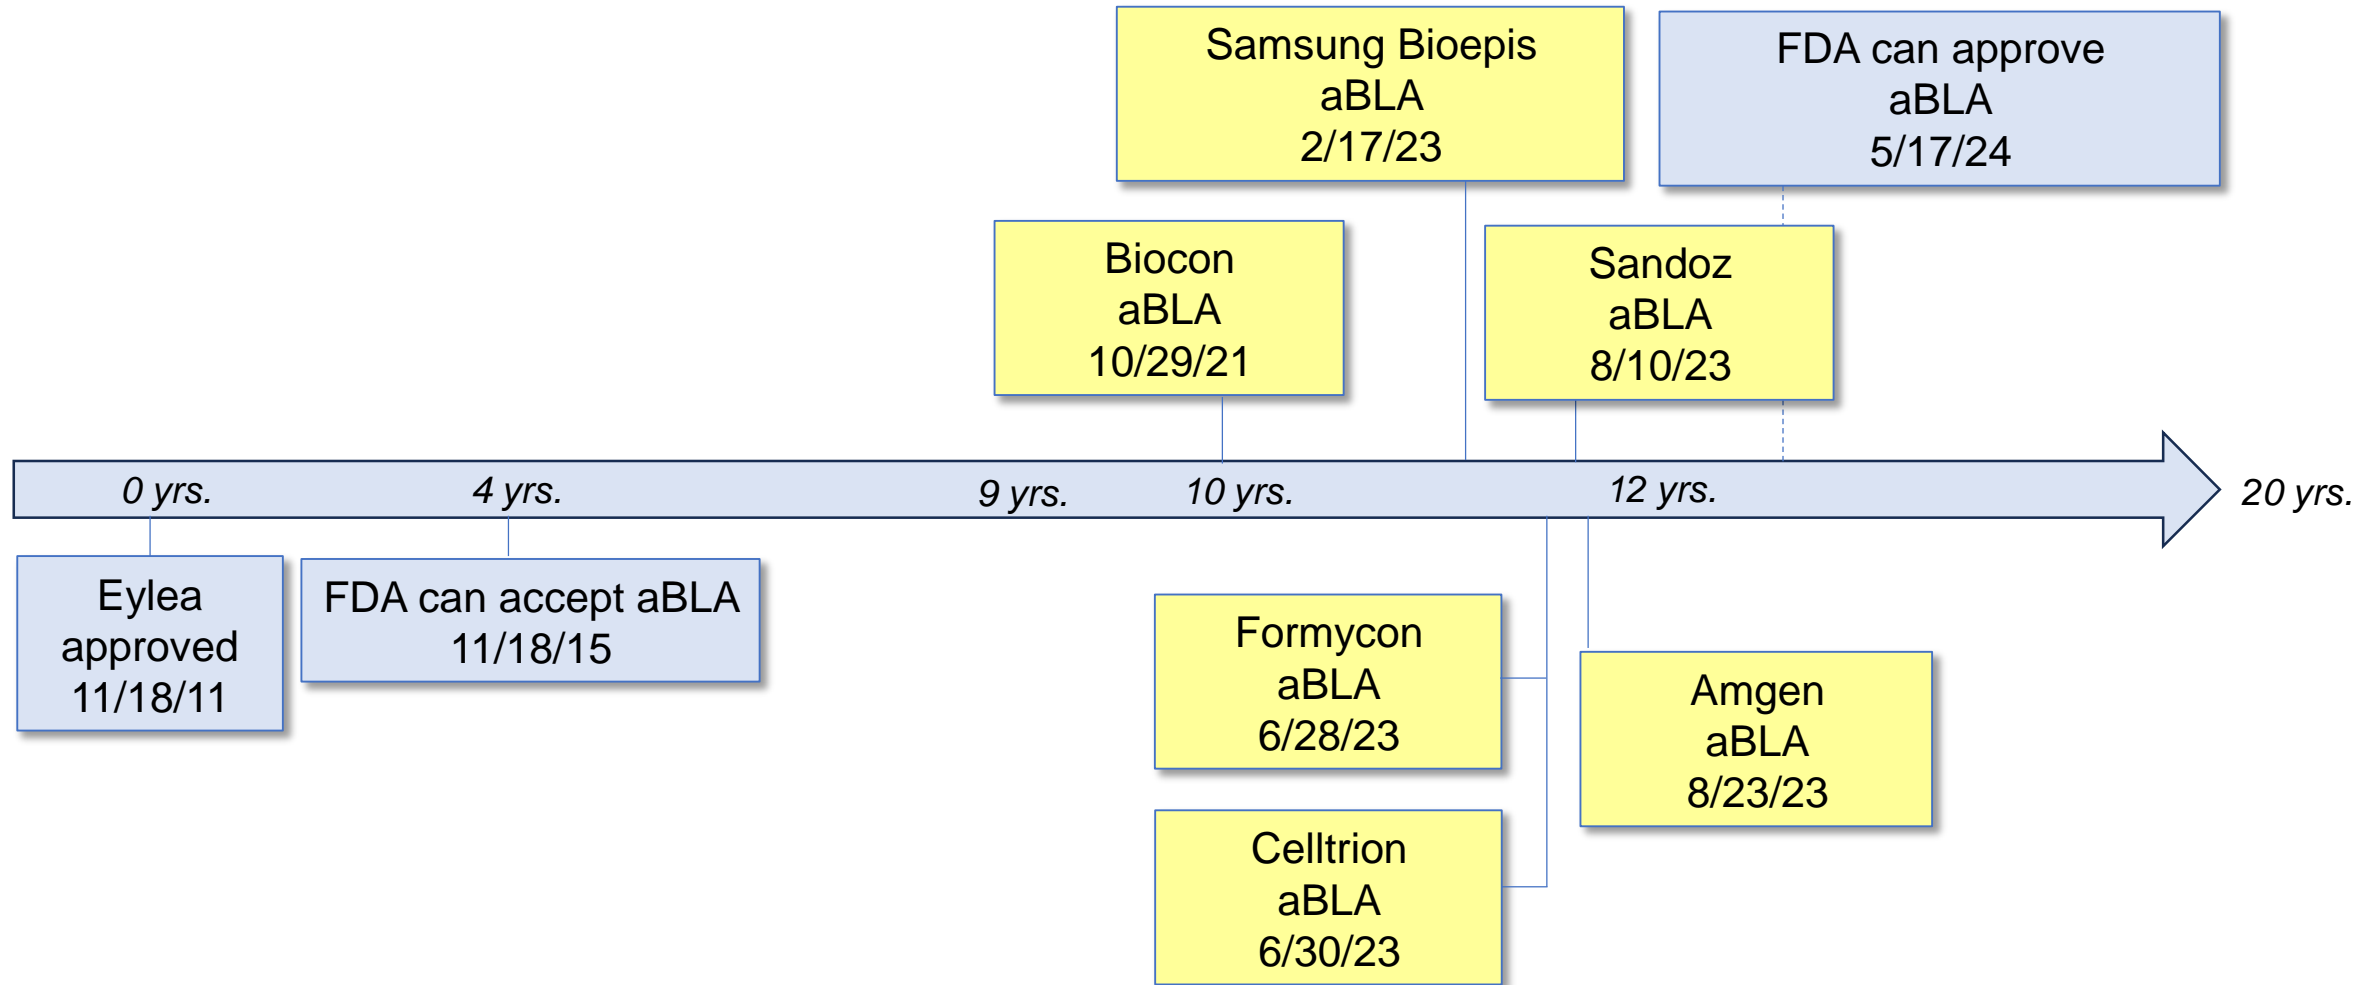 Samsung Bioepis
aBLA
2/17/23
FDA can approve
aBLA
5/17/24
Biocon
aBLA
10/29/21
Sandoz
aBLA
8/10/23
0 yrs.
4 yrs.
9 yrs.
10 yrs.
12 yrs.
20 yrs.
Eylea
approved
11/18/11
FDA can accept aBLA
11/18/15
Formycon
aBLA
6/28/23
Amgen
aBLA
8/23/23
Celltrion
aBLA
6/30/23